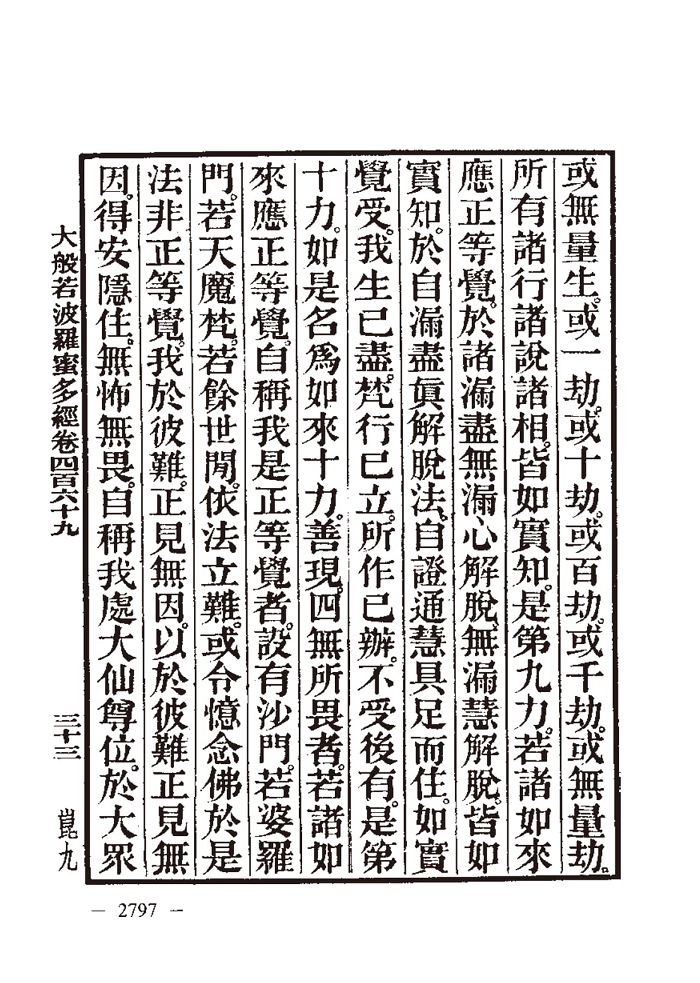 或無量生。或一劫。或十劫。或百劫。或千劫。或無量劫。
所有諸行諸說諸相。皆如實知。是第九力。若諸如來
應正等覺。於諸漏盡無漏心解脫。無漏慧解脫。皆如
實知。於自漏盡眞解脫法。自證通慧具足而住。如實
覺受。我生已盡。梵行已立。所作已辦。不受後有。是第
十力。如是名爲如來十力。善現。四無所畏者。若諸如
來應正等覺。自稱我是正等覺者。設有沙門。若婆羅
門。若天魔梵。若餘世閒。依法立難。或令憶念佛於是
法非正等覺。我於彼難。正見無因。以於彼難正見無
因。得安隱住。無怖無畏。自稱我處大仙尊位。於大眾
大般若波羅蜜多經卷四百六十九
三十三
崑九
— 2797 —